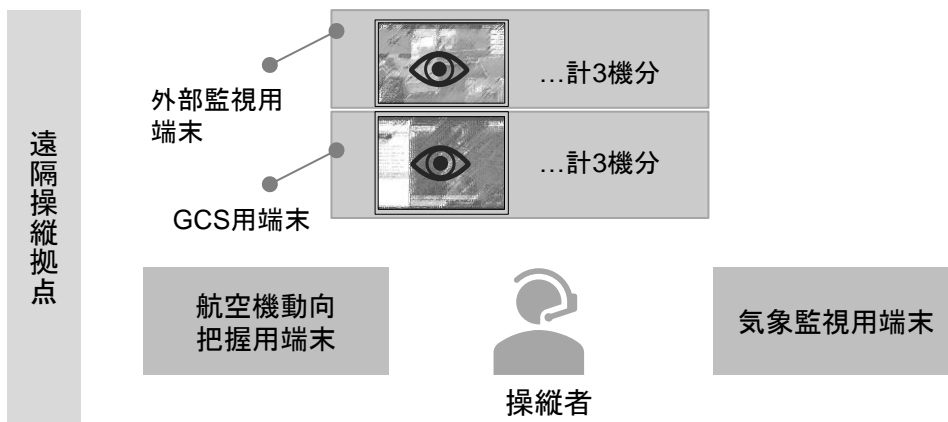 遠隔操縦拠点
…計3機分
外部監視用
端末
…計3機分
GCS用端末
航空機動向
把握用端末
気象監視用端末
操縦者